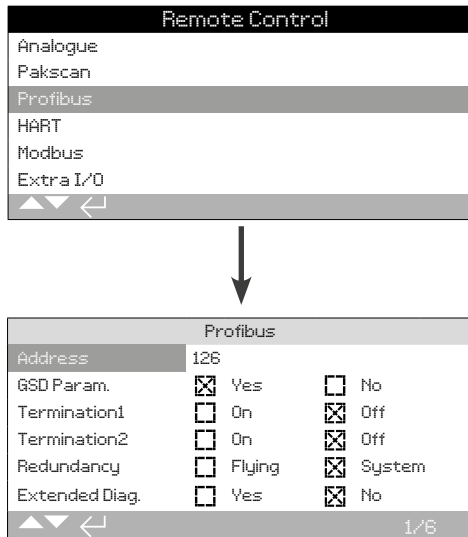 Remote Control
Analogue
Pakscan
Profibus
HART
Modbus
Extra I/O
Profibus
Address 126
GSD Param. Yes No
Termination1 On Off
Termination2 On Off
Redundancy Flying System
Extended Diag. Yes No
1/6